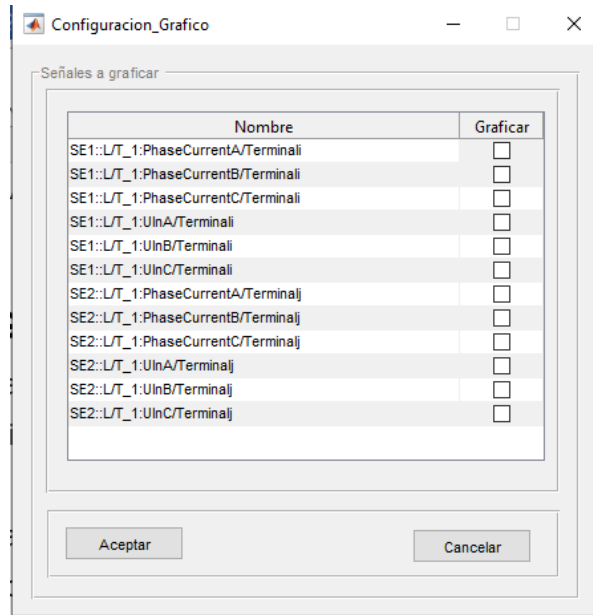 Configuracion_Grafico
Señales a graficar
Nombre Graficar
SE1::L/T_1:PhaseCurrentA/Terminali
SE1::L/T_1:PhaseCurrentB/Terminali
SE1::L/T_1:PhaseCurrentC/Terminali
SE1::L/T_1:UlnA/Terminali
SE1::L/T_1:UlnB/Terminali
SE1::L/T_1:UlnC/Terminali
SE2::L/T_1:PhaseCurrentA/Terminalj
SE2::L/T_1:PhaseCurrentB/Terminalj
SE2::L/T_1:PhaseCurrentC/Terminalj
SE2::L/T_1:UlnA/Terminalj
SE2::L/T_1:UlnB/Terminalj
SE2::L/T_1:UlnC/Terminalj
Aceptar Cancelar